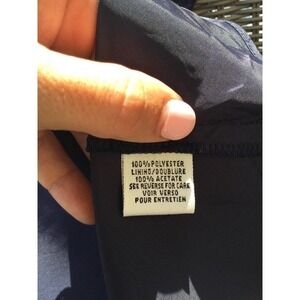 100% POLYESTER
LINING/DOUBLURE
100% ACETATE
SEE REVERSE FOR CARE
VOIR VERSO
POUR ENTRETIEN